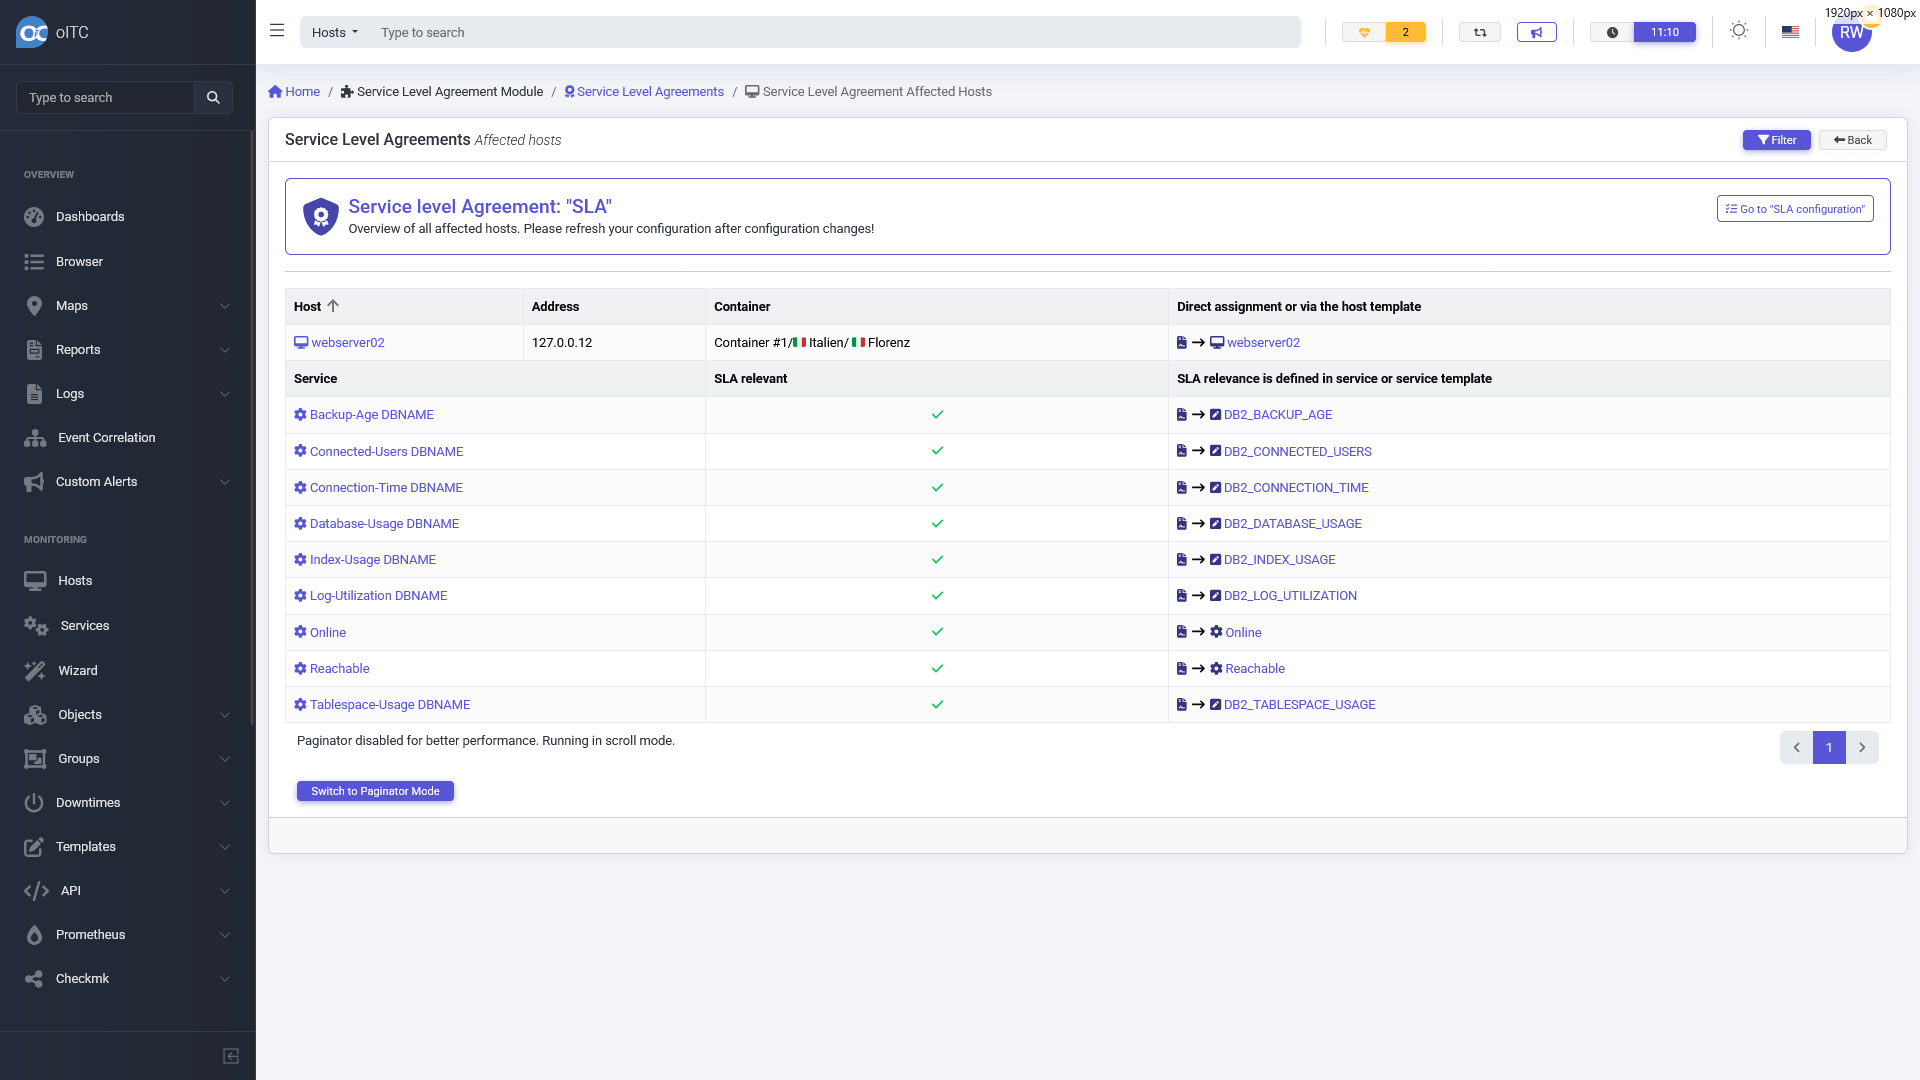 oITC
Hosts
Type to search
2
11:10
1920px × 1080px
RW
Type to search
OVERVIEW
Dashboards
Browser
Maps
Reports
Logs
Event Correlation
Custom Alerts
MONITORING
Hosts
Services
Wizard
Objects
Groups
Downtimes
Templates
API
Prometheus
Checkmk
Home / Service Level Agreement Module / Service Level Agreements / Service Level Agreement Affected Hosts
Service Level Agreements Affected hosts
Filter
Back
Service level Agreement: "SLA"
Overview of all affected hosts. Please refresh your configuration after configuration changes!
Go to "SLA configuration"
Host Address Container Direct assignment or via the host template
webserver02 127.0.0.12 Container #1/ Italien/ Florenz webserver02
Service SLA relevant SLA relevance is defined in service or service template
Backup-Age DBNAME DB2_BACKUP_AGE
Connected-Users DBNAME DB2_CONNECTED_USERS
Connection-Time DBNAME DB2_CONNECTION_TIME
Database-Usage DBNAME DB2_DATABASE_USAGE
Index-Usage DBNAME DB2_INDEX_USAGE
Log-Utilization DBNAME DB2_LOG_UTILIZATION
Online Online
Reachable Reachable
Tablespace-Usage DBNAME DB2_TABLESPACE_USAGE
Paginator disabled for better performance. Running in scroll mode.
1
Switch to Paginator Mode